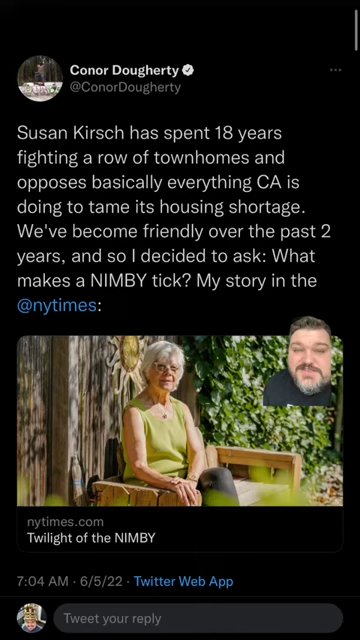 Conor Dougherty
@ConorDougherty
Susan Kirsch has spent 18 years
fighting a row of townhomes and
opposes basically everything CA is
doing to tame its housing shortage.
We've become friendly over the past 2
years, and so I decided to ask: What
makes a NIMBY tick? My story in the
@nytimes:
nytimes.com
Twilight of the NIMBY
7:04 AM · 6/5/22 · Twitter Web App
Tweet your reply